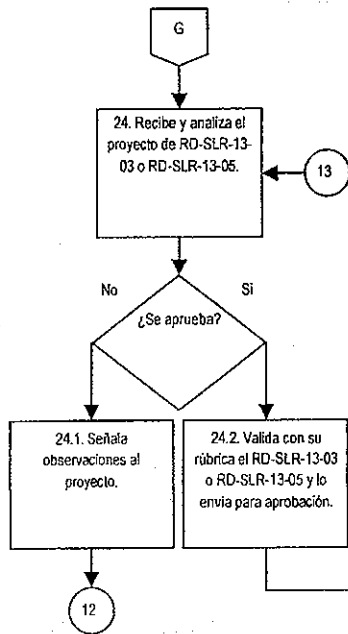 G
24. Recibe y analiza el
proyecto de RD-SLR-13-
03 o RD-SLR-13-05.
13
No
Si
¿Se aprueba?
24.1. Señala
observaciones al
proyecto.
24.2. Valida con su
rúbrica el RD-SLR-13-03
o RD-SLR-13-05 y lo
envia para aprobación.
12